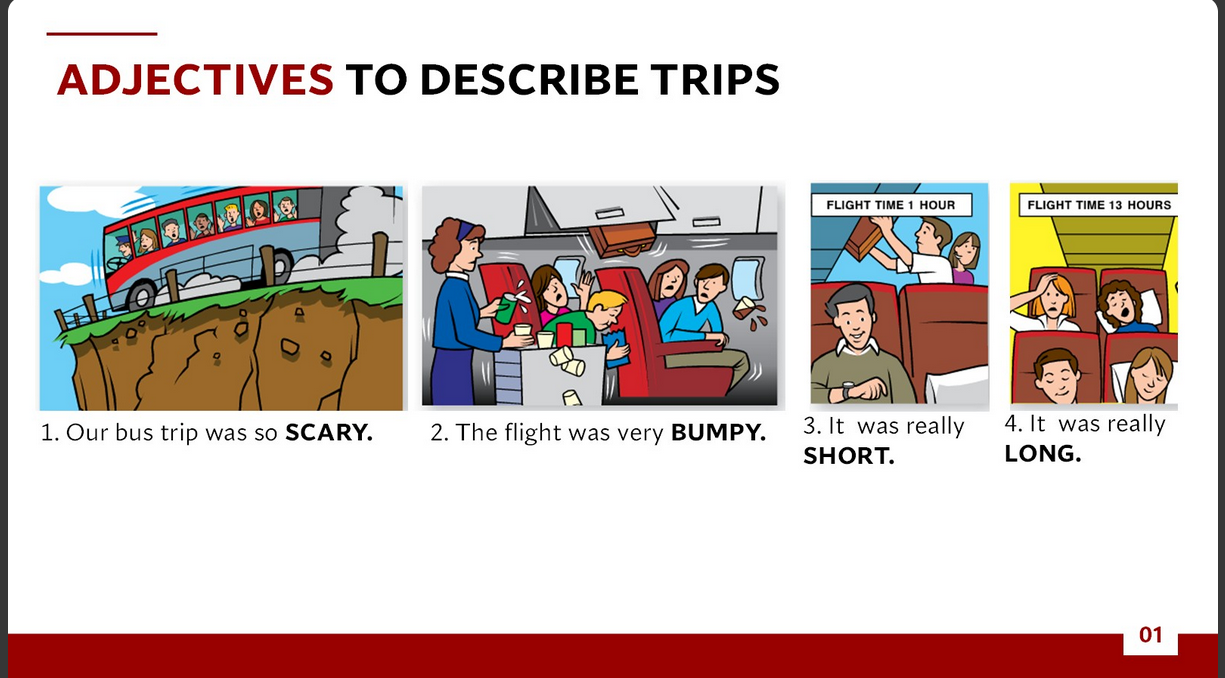 ADJECTIVES TO DESCRIBE TRIPS
FLIGHT TIME 1 HOUR
FLIGHT TIME 13 HOURS
1. Our bus trip was so SCARY.
2. The flight was very BUMPY.
3. It was really
SHORT.
4. It was really
LONG.
01